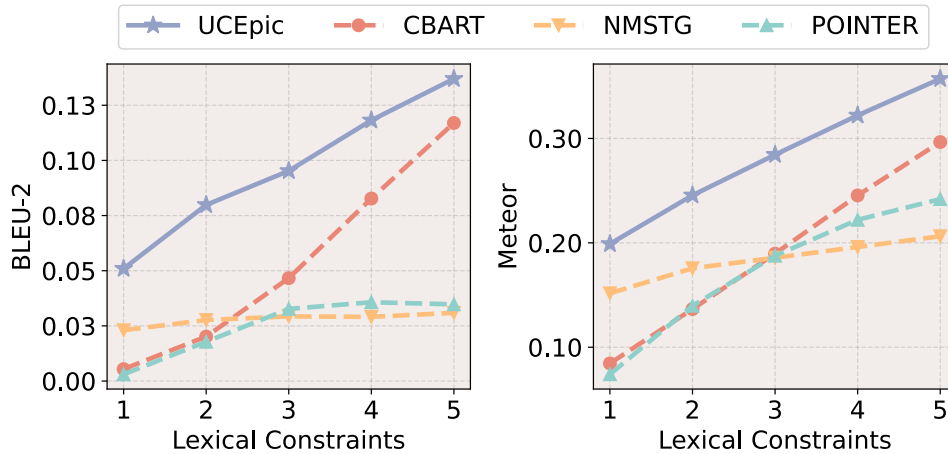 UCEpic CBART NMSTG POINTER
BLEU-2
0.13
0.10
0.08
0.05
0.03
0.00
1 2 3 4 5
Lexical Constraints
Meteor
0.30
0.20
0.10
1 2 3 4 5
Lexical Constraints